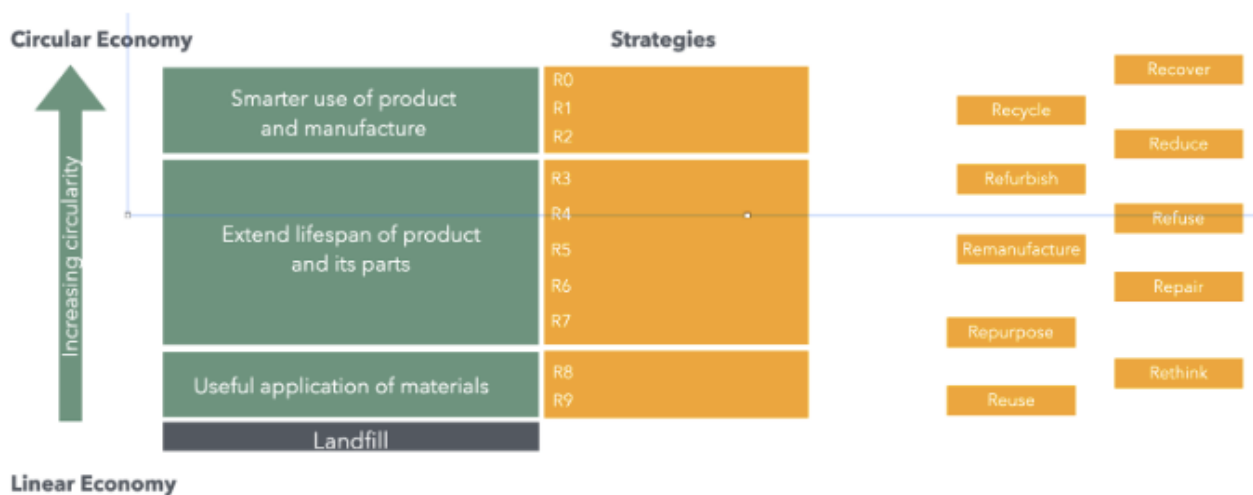 Circular Economy
Strategies
Increasing circularity
Smarter use of product
and manufacture
R0
R1
R2
Extend lifespan of product
and its parts
R3
R4
R5
R6
R7
Useful application of materials
R8
R9
Landfill
Linear Economy
Recover
Recycle
Reduce
Refurbish
Refuse
Remanufacture
Repair
Repurpose
Rethink
Reuse